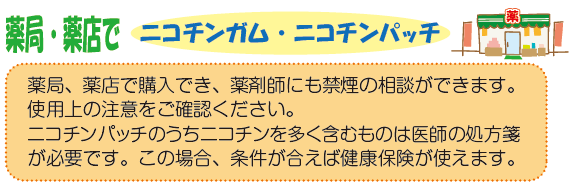 薬局・薬店で ニコチンガム・ニコチンパッチ
薬
薬局、薬店で購入でき、薬剤師にも禁煙の相談ができます。
使用上の注意をご確認ください。
ニコチンパッチのうちニコチンを多く含むものは医師の処方箋
が必要です。この場合、条件が合えば健康保険が使えます。